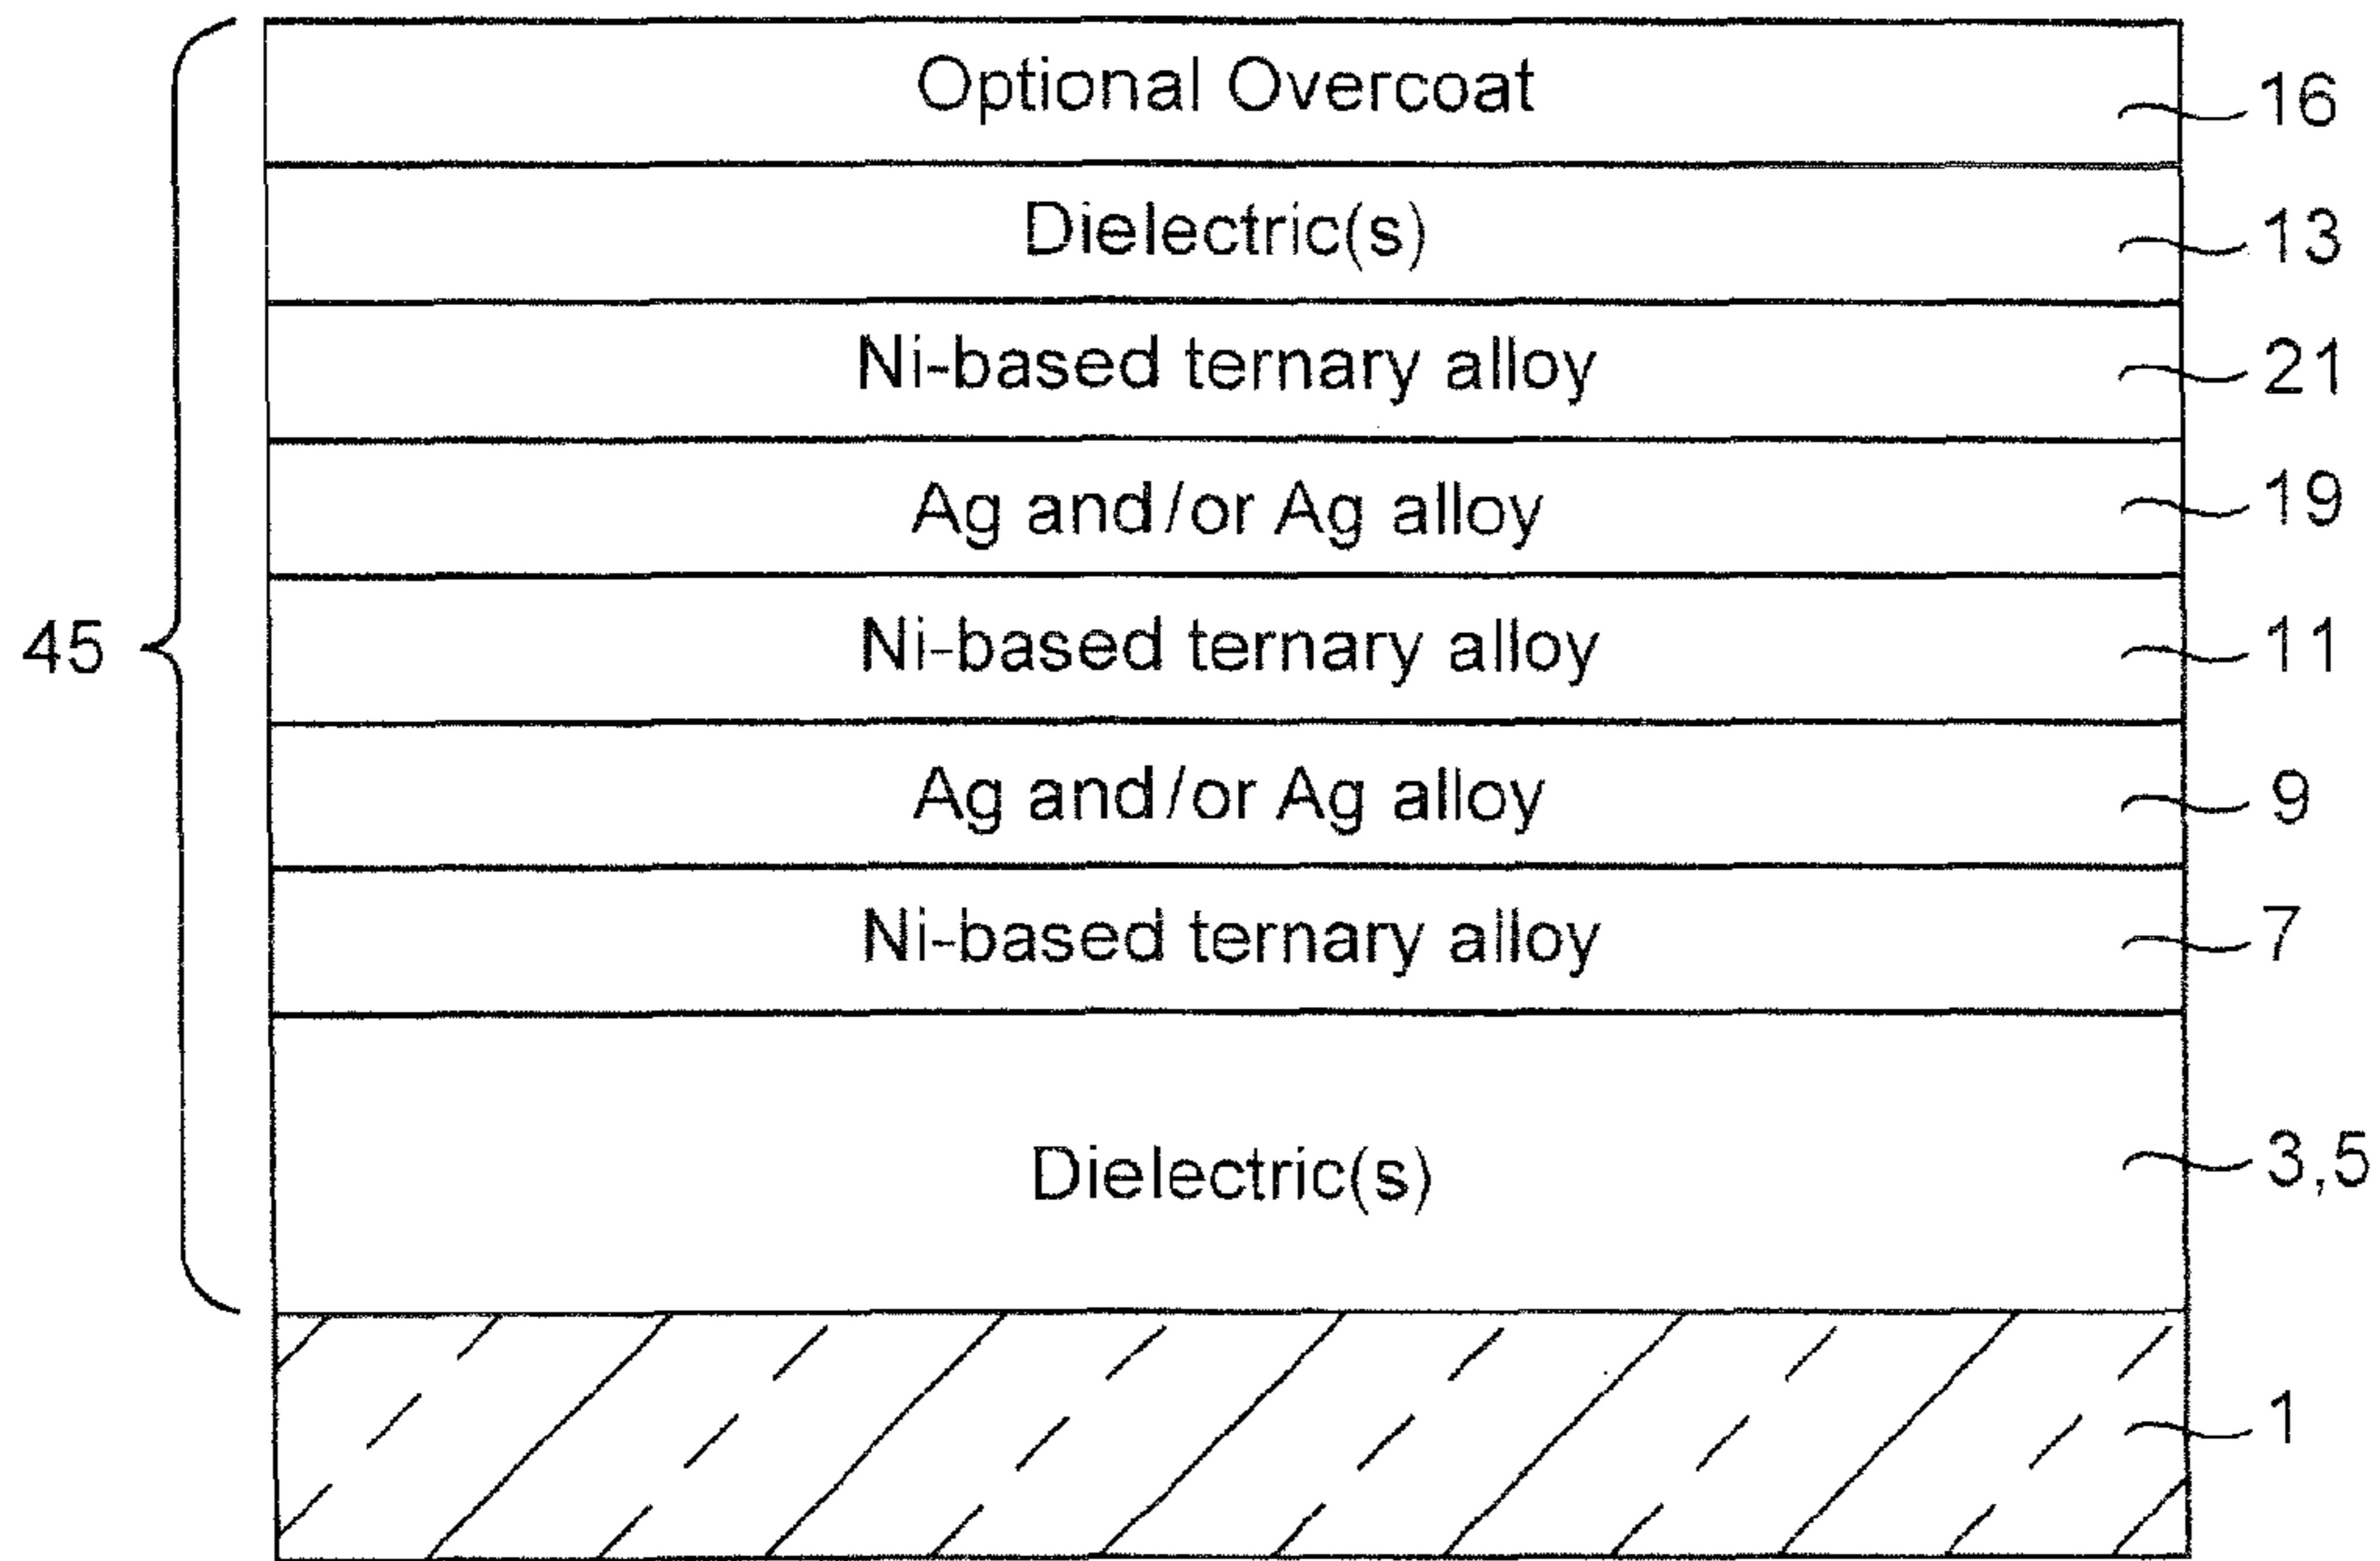 Optional Overcoat 16
Dielectric(s) 13
Ni-based ternary alloy 21
Ag and/or Ag alloy 19
45 Ni-based ternary alloy 11
Ag and/or Ag alloy 9
Ni-based ternary alloy 7
Dielectric(s) 3,5
1